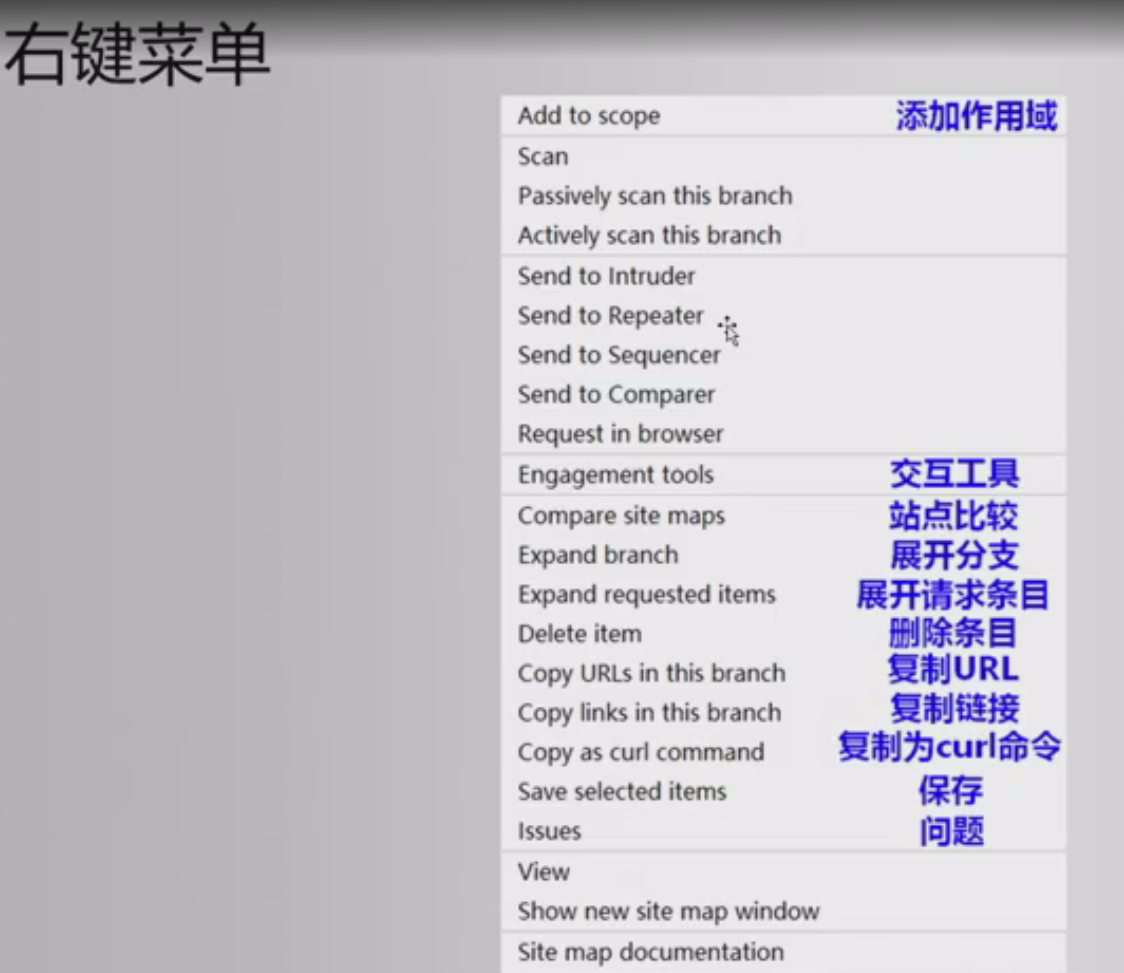 右键菜单
Add to scope 添加作用域
Scan
Passively scan this branch
Actively scan this branch
Send to Intruder
Send to Repeater
Send to Sequencer
Send to Comparer
Request in browser
Engagement tools 交互工具
Compare site maps 站点比较
Expand branch 展开分支
Expand requested items 展开请求条目
Delete item 删除条目
Copy URLs in this branch 复制URL
Copy links in this branch 复制链接
Copy as curl command 复制为curl命令
Save selected items 保存
Issues 问题
View
Show new site map window
Site map documentation